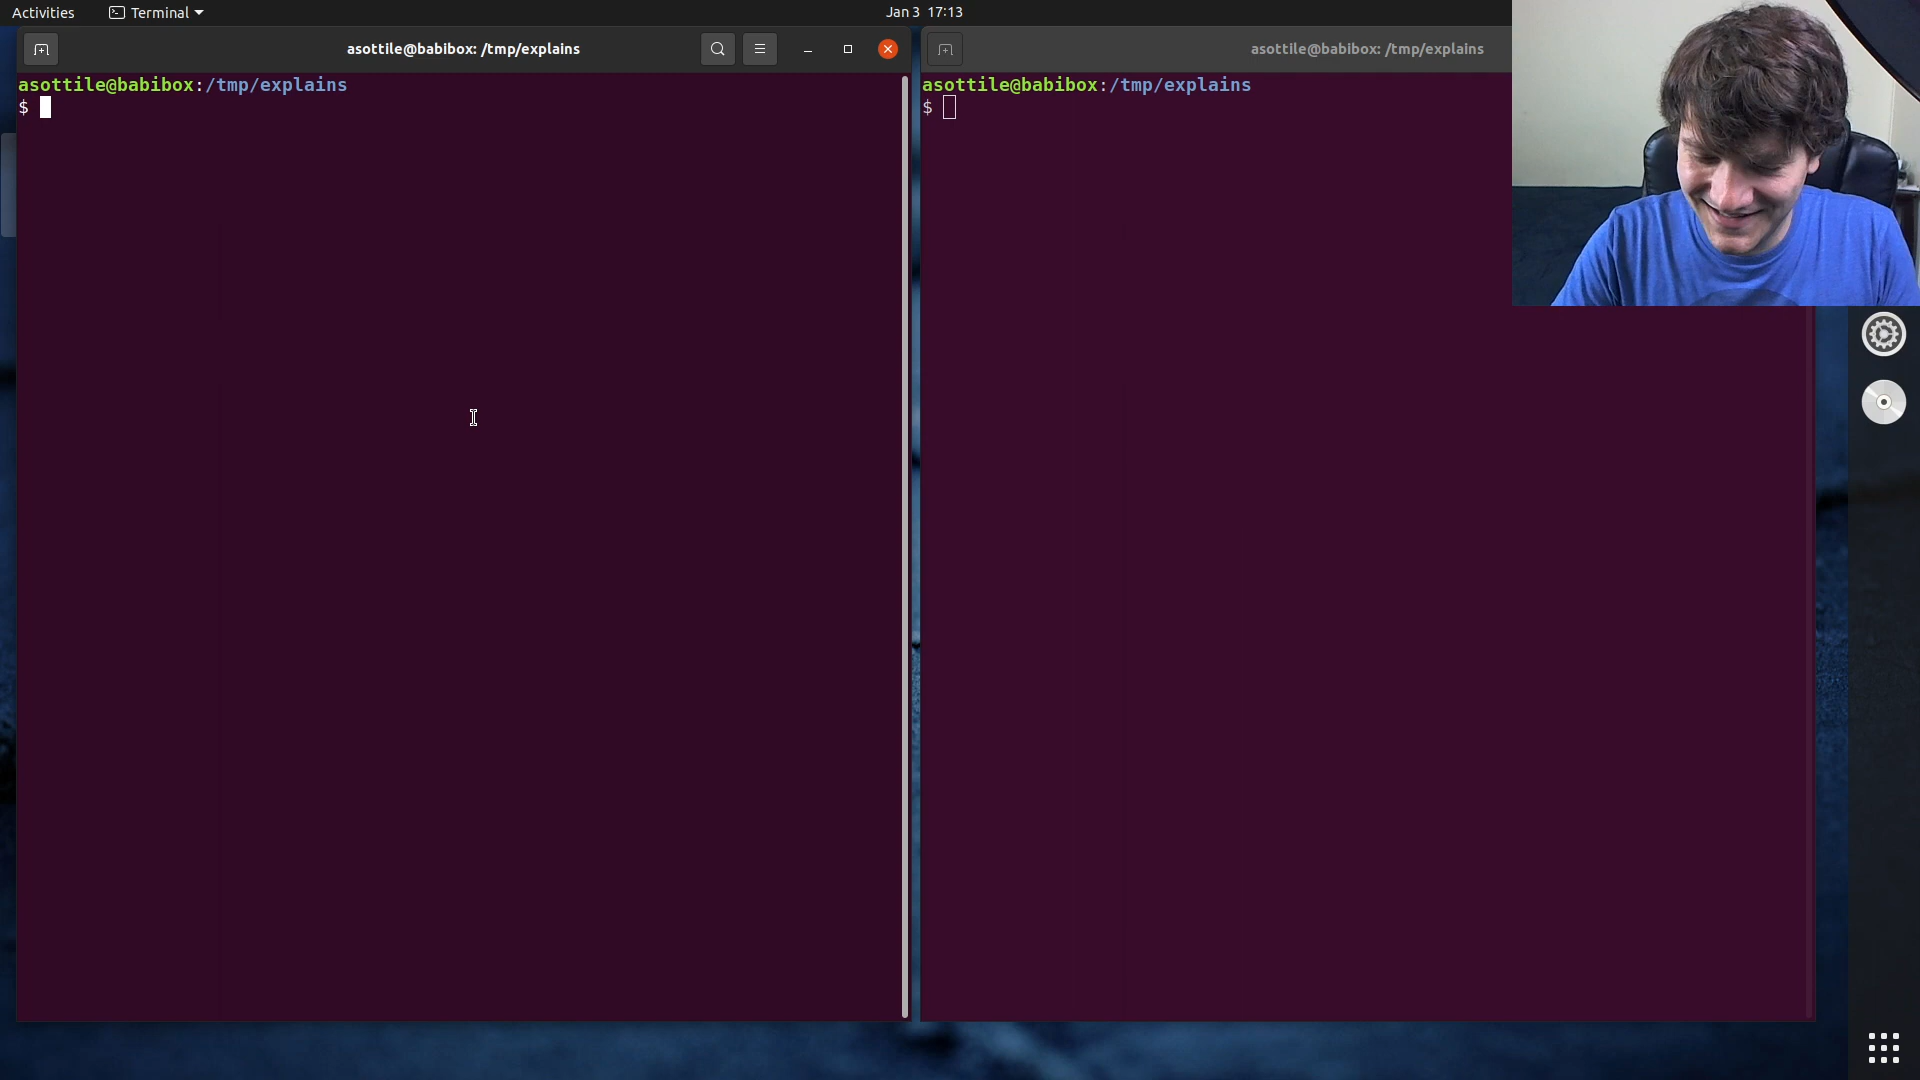 Activities
Terminal
Jan 3 17:13
asottile@babibox: /tmp/explains
asottile@babibox:/tmp/explains
$
asottile@babibox: /tmp/explains
asottile@babibox:/tmp/explains
$